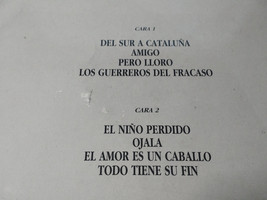 CARA 1
DEL SUR A CATALUÑA
AMIGO
PERO LLORO
LOS GUERREROS DEL FRACASO
CARA 2
EL NIÑO PERDIDO
OJALA
EL AMOR ES UN CABALLO
TODO TIENE SU FIN